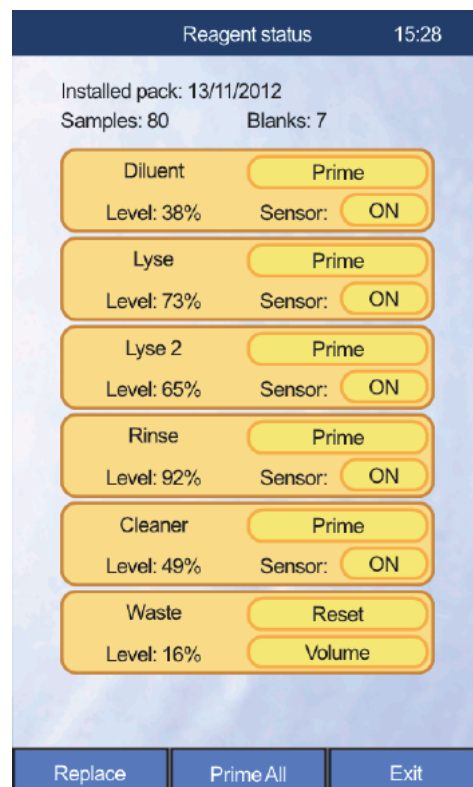 Reagent status 15:28
Installed pack: 13/11/2012
Samples: 80 Blanks: 7
Diluent Prime
Level: 38% Sensor: ON
Lyse Prime
Level: 73% Sensor: ON
Lyse 2 Prime
Level: 65% Sensor: ON
Rinse Prime
Level: 92% Sensor: ON
Cleaner Prime
Level: 49% Sensor: ON
Waste Reset
Level: 16% Volume
Replace Prime All Exit